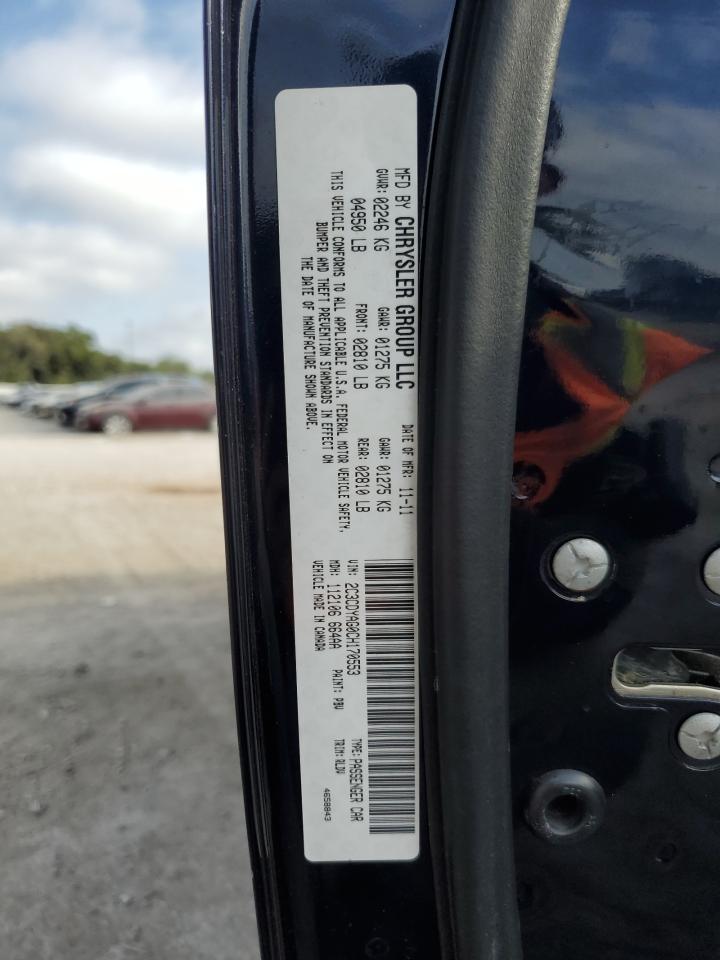 MFD BY CHRYSLER GROUP LLC DATE OF MFR: 11-11
GVWR: 02246 KG GAWR: 01275 KG GAWR: 01275 KG
04950 LB FRONT: 02810 LB REAR: 02810 LB
THIS VEHICLE CONFORMS TO ALL APPLICABLE U.S.A. FEDERAL MOTOR VEHICLE SAFETY,
BUMPER AND THEFT PREVENTION STANDARDS IN EFFECT ON
THE DATE OF MANUFACTURE SHOWN ABOVE.
VIN: 2C3CDYAG0CH170553 TYPE: PASSENGER CAR
MDH: 112106 664AA PAINT: PBV TRIM: RLDV
VEHICLE MADE IN CANADA 4658843